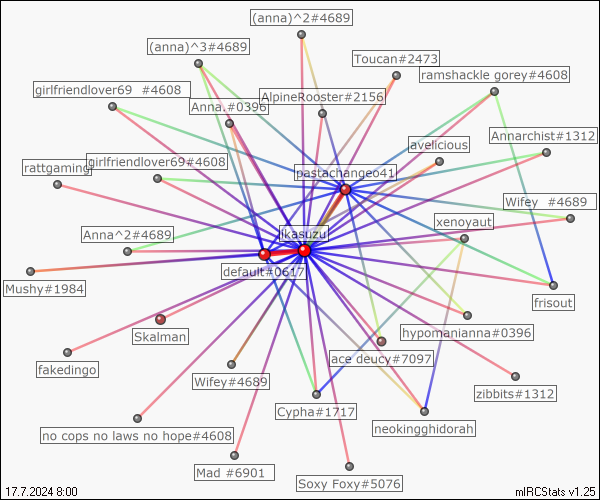 (anna)^2#4689
(anna)^3#4689
Toucan#2473
ramshackle gorey#4608
girlfriendlover69  #4608
AlpineRooster#2156
Anna.#0396
Annarchist#1312
avelicious
girlfriendlover69#4608
rattgaming
pastachangeo41
Wifey  #4689
xenoyaut
Anna^2#4689
jkasuzu
default#0617
Mushy#1984
frisout
hypomanianna#0396
Skalman
ace deucy#7097
fakedingo
Wifey#4689
zibbits#1312
Cypha#1717
neokingghidorah
no cops no laws no hope#4608
Mad #6901
Soxy Foxy#5076
17.7.2024 8:00
mIRCStats v1.25